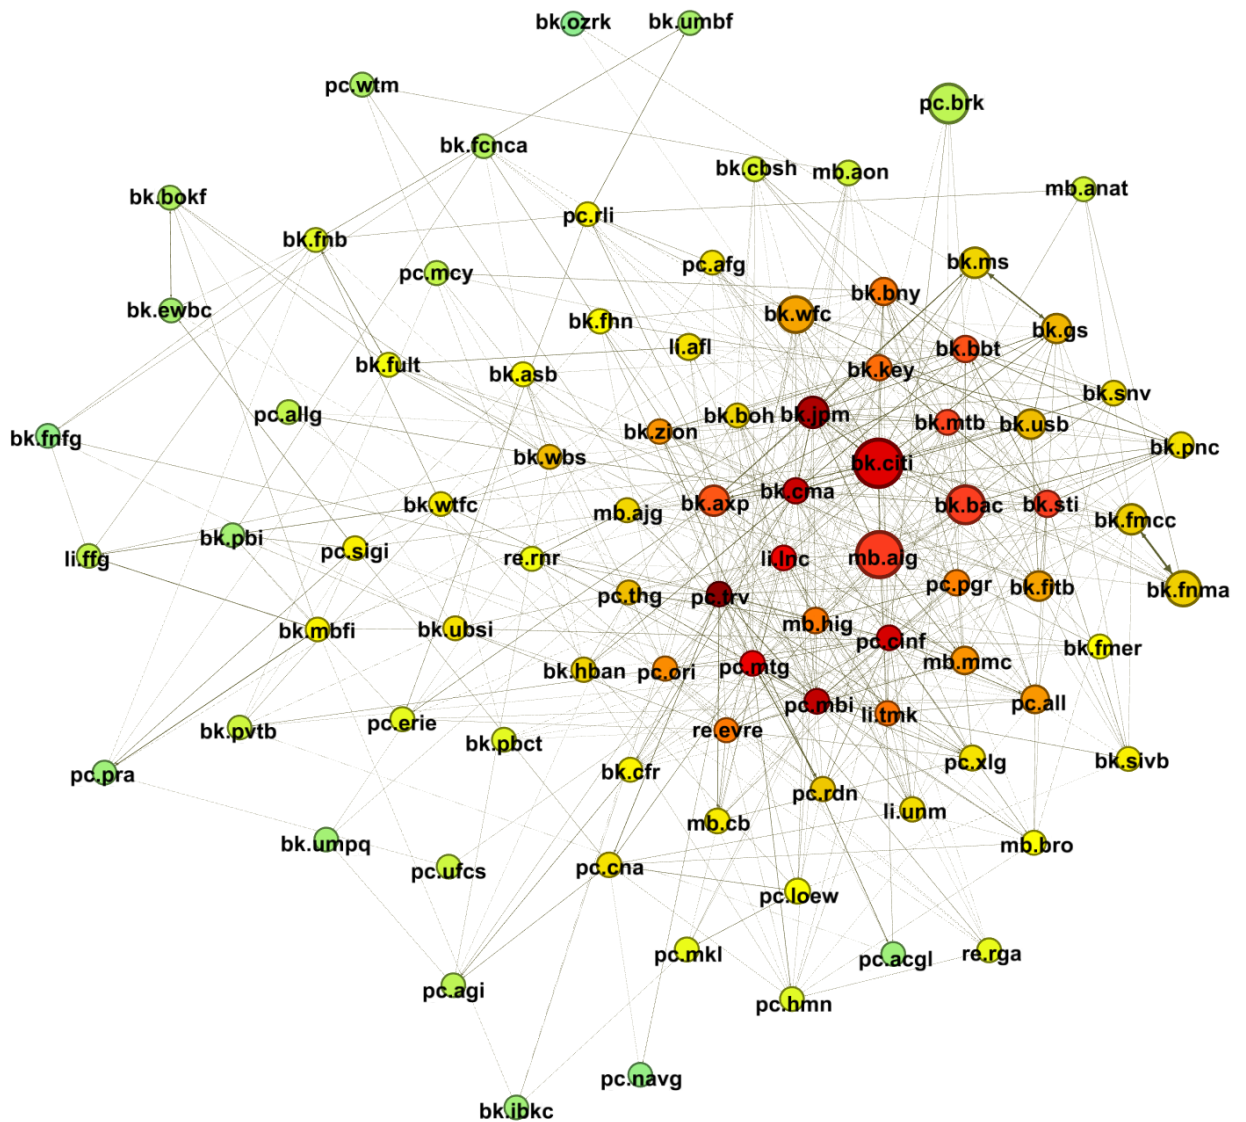 bk.ozrk
bk.umbf
pc.wtm
pc.brk
bk.fcnca
bk.cbsh
mb.aon
mb.anat
bk.bokf
pc.rli
bk.fnb
pc.afg
bk.ms
pc.mcy
bk.bny
bk.ewbc
bk.wfc
bk.fhn
bk.gs
li.afl
bk.bbt
bk.fult
bk.asb
bk.key
bk.snv
pc.allg
bk.boh
bk.jpm
bk.mtb
bk.usb
bk.fnfg
bk.zion
bk.pnc
bk.wbs
bk.citi
bk.cma
bk.wtfc
bk.axp
bk.bac
bk.sti
mb.ajg
bk.fmcc
bk.pbi
pc.sigi
li.ffg
re.rnr
li.lnc
mb.alg
pc.pgr
bk.fitb
bk.fnma
pc.thg
pc.trv
bk.mbfi
bk.ubsi
mb.hig
pc.cinf
bk.fmer
bk.hban
pc.ori
pc.mtg
mb.mmc
pc.mbi
li.tmk
pc.all
bk.pvtb
pc.erie
bk.pbct
re.evre
pc.pra
bk.cfr
pc.xlg
bk.sivb
pc.rdn
li.unm
mb.cb
bk.umpq
mb.bro
pc.ufcs
pc.cna
pc.loew
pc.mkl
pc.acgl
re.rga
pc.agi
pc.hmn
pc.navg
bk.ibkc